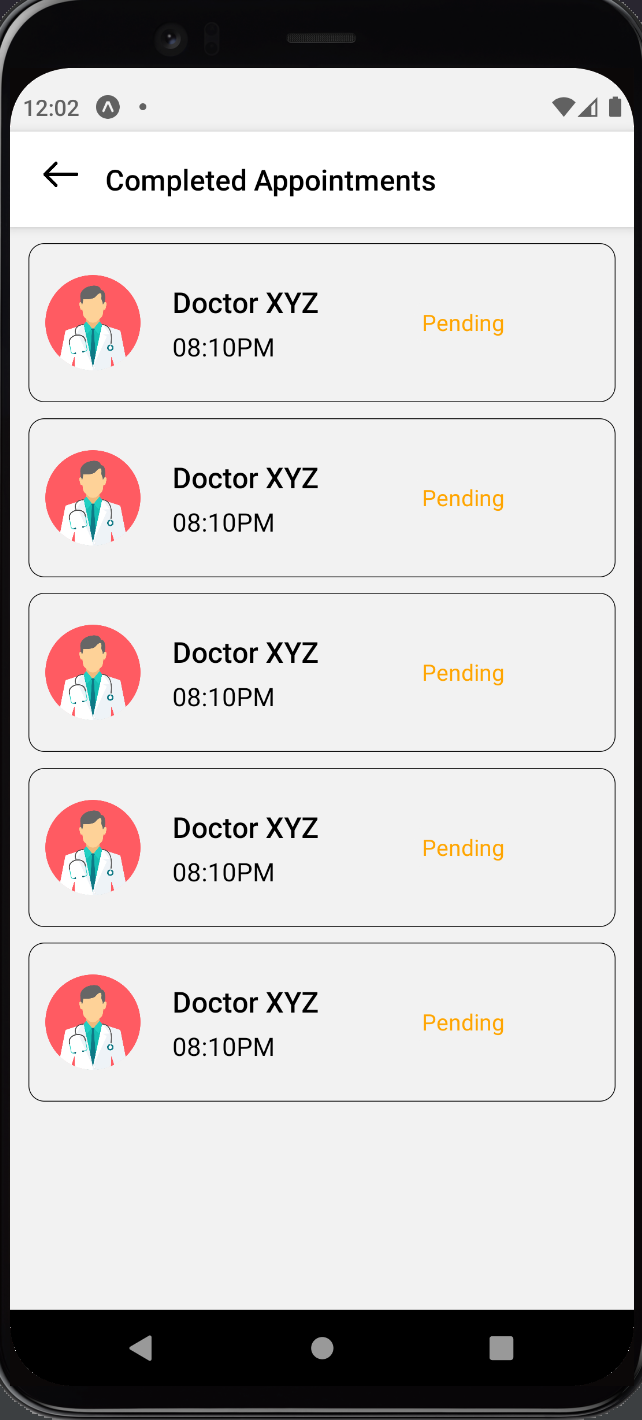 12:02
Completed Appointments
Doctor XYZ
08:10PM
Pending
Doctor XYZ
08:10PM
Pending
Doctor XYZ
08:10PM
Pending
Doctor XYZ
08:10PM
Pending
Doctor XYZ
08:10PM
Pending